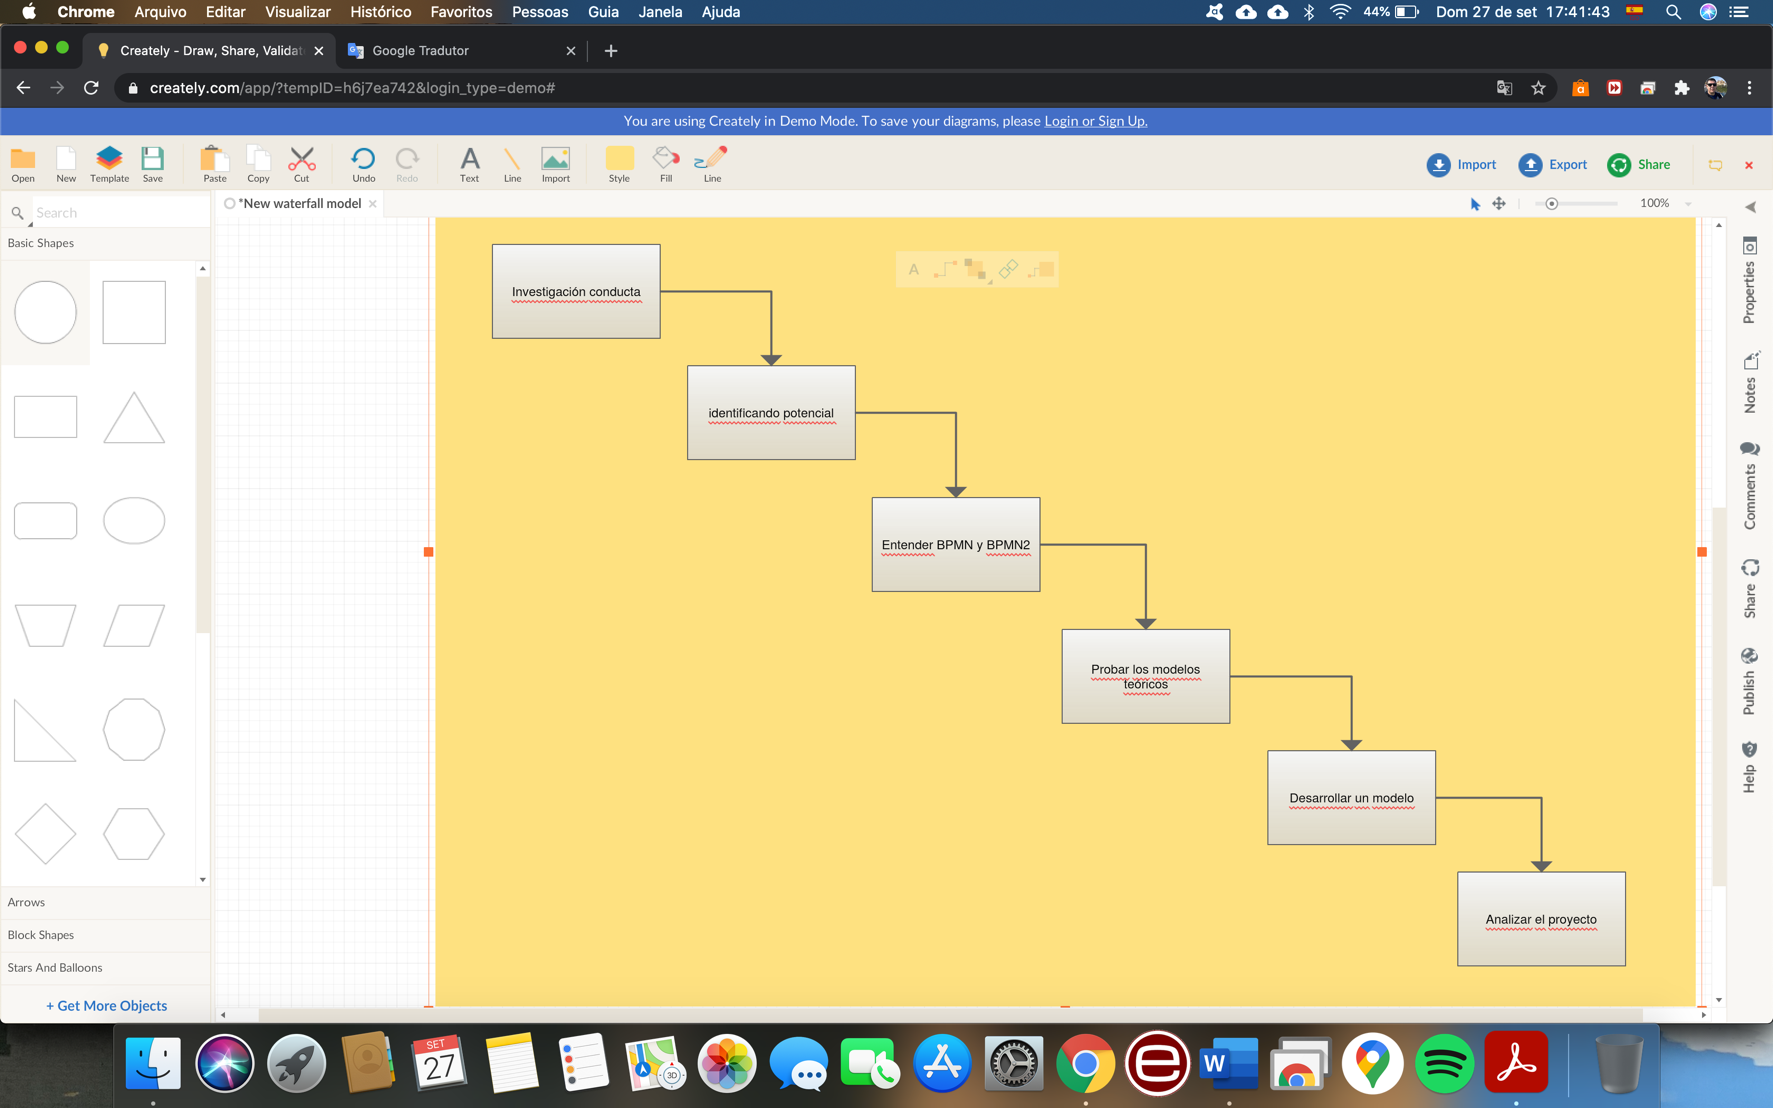 Chrome Arquivo Editar Visualizar Histórico Favoritos Pessoas Guia Janela Ajuda 44% Dom 27 de set 17:41:43
Creately - Draw, Share, Validat Google Tradutor
creately.com/app/?tempID=h6j7ea742&login_type=demo#
You are using Creately in Demo Mode. To save your diagrams, please Login or Sign Up.
Open New Template Save Paste Copy Cut Undo Redo Text Line Import Style Fill Line Import Export Share
Search
*New waterfall model
100%
Basic Shapes
Investigación conducta
identificando potencial
Entender BPMN y BPMN2
Probar los modelos
teóricos
Desarrollar un modelo
Analizar el proyecto
Properties
Notes
Comments
Share
Publish
Help
Arrows
Block Shapes
Stars And Balloons
+ Get More Objects
SET
27
3D
W